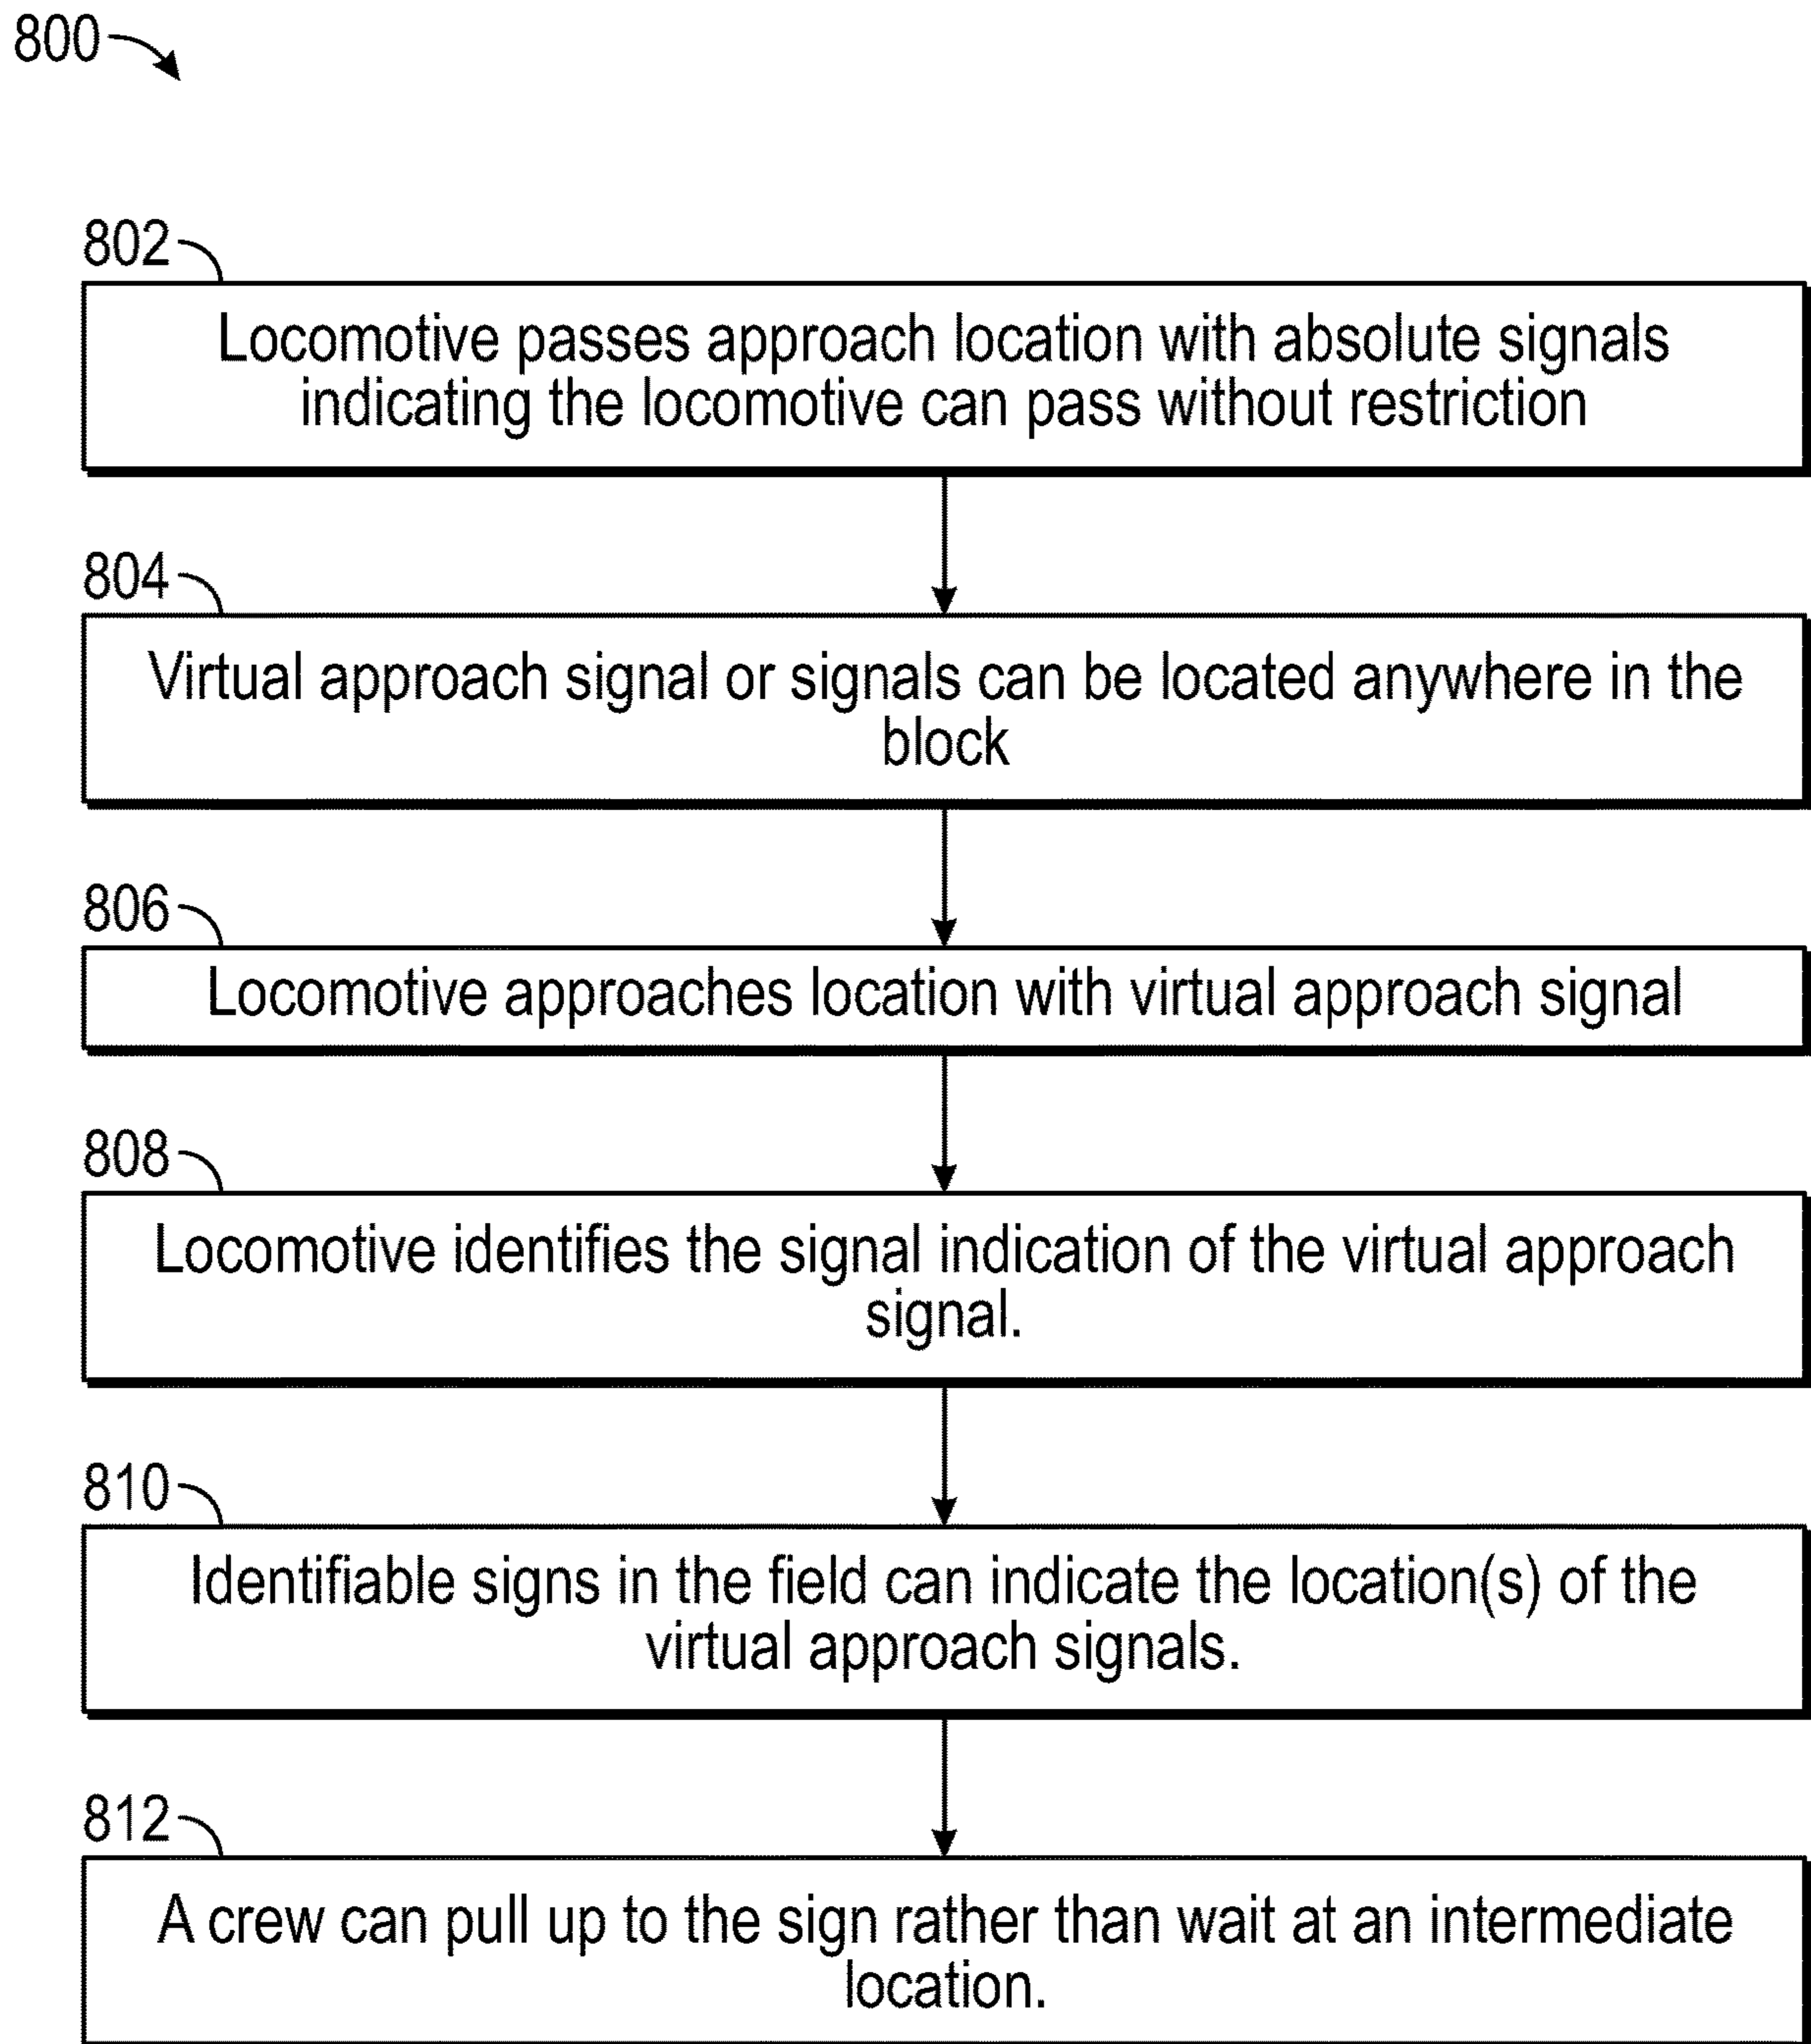 800
802
Locomotive passes approach location with absolute signals
indicating the locomotive can pass without restriction
804
Virtual approach signal or signals can be located anywhere in the
block
806
Locomotive approaches location with virtual approach signal
808
Locomotive identifies the signal indication of the virtual approach
signal.
810
Identifiable signs in the field can indicate the location(s) of the
virtual approach signals.
812
A crew can pull up to the sign rather than wait at an intermediate
location.